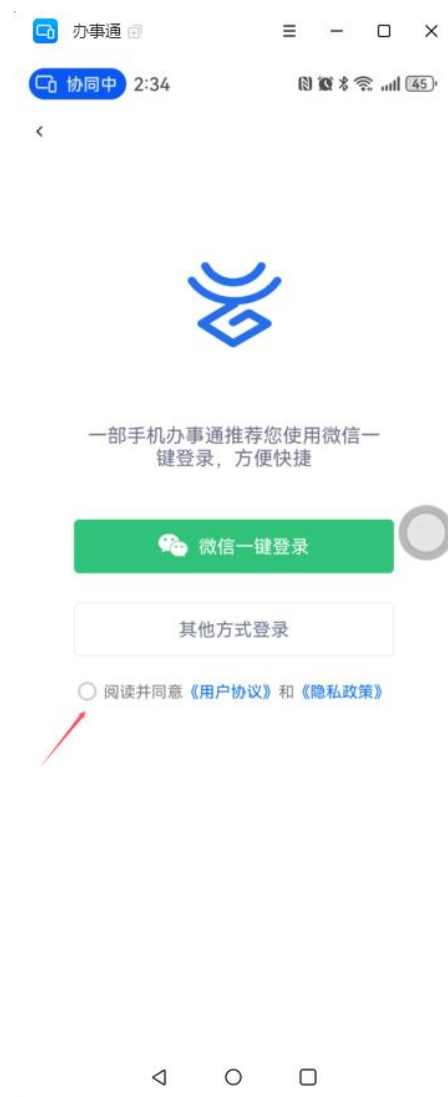 办事通
协同中 2:34 45
一部手机办事通推荐您使用微信一
键登录，方便快捷
微信一键登录
其他方式登录
阅读并同意《用户协议》和《隐私政策》